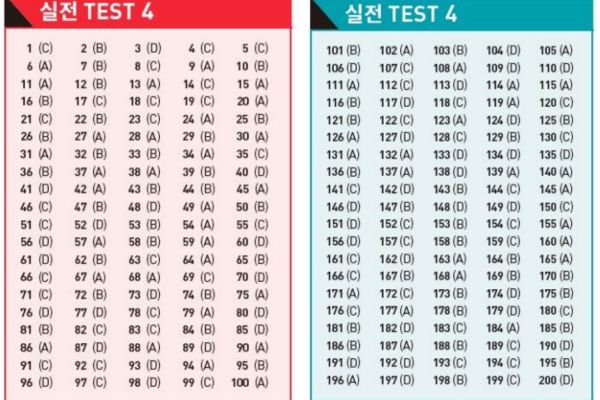 실전 TEST 4
1 (C) 2 (B) 3 (D) 4 (C) 5 (C)
6 (A) 7 (B) 8 (C) 9 (A) 10 (B)
11 (A) 12 (B) 13 (A) 14 (C) 15 (A)
16 (B) 17 (C) 18 (C) 19 (C) 20 (A)
21 (C) 22 (B) 23 (C) 24 (A) 25 (B)
26 (B) 27 (A) 28 (A) 29 (B) 30 (A)
31 (A) 32 (B) 33 (B) 34 (A) 35 (C)
36 (B) 37 (A) 38 (A) 39 (B) 40 (D)
41 (D) 42 (A) 43 (B) 44 (B) 45 (A)
46 (C) 47 (B) 48 (D) 49 (A) 50 (B)
51 (C) 52 (D) 53 (B) 54 (A) 55 (C)
56 (D) 57 (A) 58 (B) 59 (A) 60 (D)
61 (D) 62 (B) 63 (C) 64 (A) 65 (B)
66 (C) 67 (A) 68 (A) 69 (C) 70 (D)
71 (C) 72 (B) 73 (D) 74 (B) 75 (A)
76 (D) 77 (D) 78 (C) 79 (A) 80 (D)
81 (B) 82 (C) 83 (C) 84 (B) 85 (D)
86 (A) 87 (D) 88 (A) 89 (D) 90 (A)
91 (C) 92 (C) 93 (D) 94 (A) 95 (B)
96 (D) 97 (C) 98 (D) 99 (C) 100 (A)
실전 TEST 4
101 (B) 102 (A) 103 (B) 104 (D) 105 (A)
106 (D) 107 (C) 108 (A) 109 (D) 110 (D)
111 (A) 112 (C) 113 (D) 114 (A) 115 (A)
116 (B) 117 (D) 118 (C) 119 (A) 120 (C)
121 (B) 122 (C) 123 (A) 124 (D) 125 (B)
126 (A) 127 (D) 128 (C) 129 (B) 130 (C)
131 (A) 132 (A) 133 (D) 134 (D) 135 (D)
136 (B) 137 (A) 138 (D) 139 (A) 140 (A)
141 (C) 142 (D) 143 (B) 144 (C) 145 (A)
146 (D) 147 (B) 148 (D) 149 (D) 150 (C)
151 (D) 152 (C) 153 (B) 154 (C) 155 (A)
156 (D) 157 (C) 158 (B) 159 (C) 160 (A)
161 (C) 162 (D) 163 (A) 164 (B) 165 (A)
166 (C) 167 (B) 168 (A) 169 (B) 170 (B)
171 (A) 172 (C) 173 (B) 174 (D) 175 (B)
176 (C) 177 (A) 178 (B) 179 (D) 180 (C)
181 (B) 182 (D) 183 (C) 184 (A) 185 (B)
186 (B) 187 (A) 188 (B) 189 (C) 190 (D)
191 (D) 192 (D) 193 (C) 194 (C) 195 (B)
196 (A) 197 (D) 198 (B) 199 (C) 200 (D)